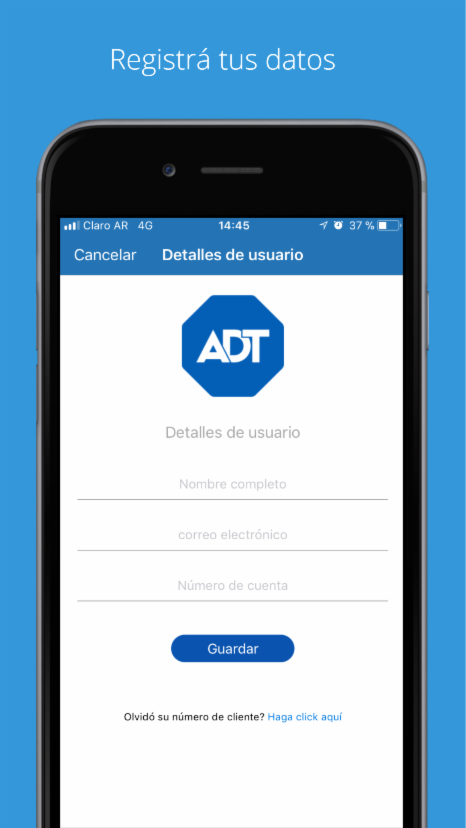 Registrá tus datos
Claro AR 4G 14:45 37 %
Cancelar Detalles de usuario
ADT
Detalles de usuario
Nombre completo
correo electrónico
Número de cuenta
Guardar
Olvidó su número de cliente? Haga click aquí